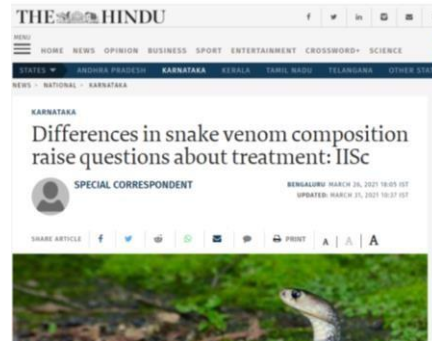 THE HINDU
MENU
HOME NEWS OPINION BUSINESS SPORT ENTERTAINMENT CROSSWORD+ SCIENCE
STATES ANDHRA PRADESH KARNATAKA KERALA TAMIL NADU TELANGANA OTHER STA
NEWS > NATIONAL > KARNATAKA
KARNATAKA
Differences in snake venom composition
raise questions about treatment: IISc
SPECIAL CORRESPONDENT
BENGALURU MARCH 26, 2021 18:05 IST
UPDATED: MARCH 31, 2021 10:37 IST
SHARE ARTICLE PRINT A | A | A